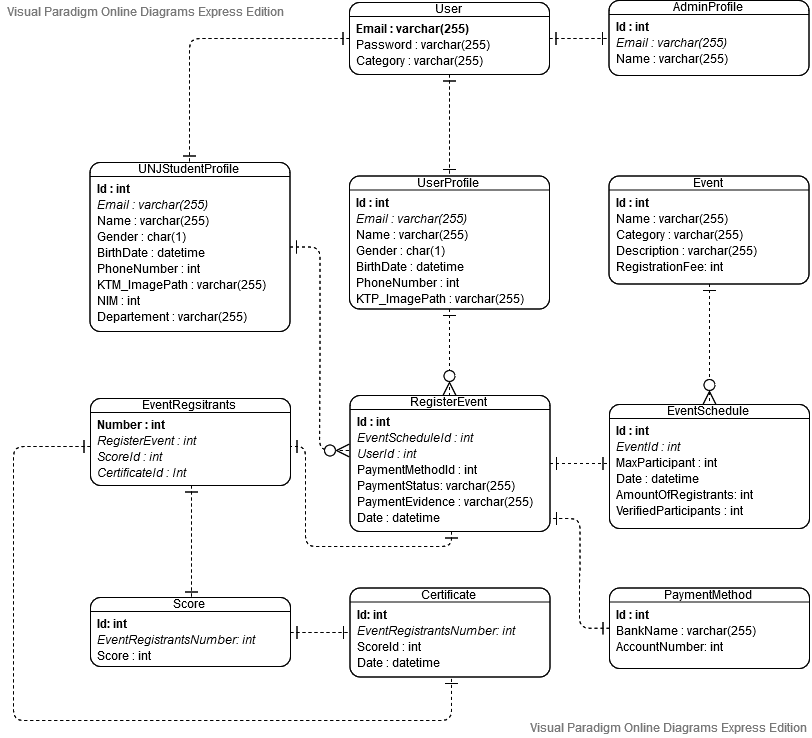 Visual Paradigm Online Diagrams Express Edition
User
Email : varchar(255)
Password : varchar(255)
Category : varchar(255)
AdminProfile
Id : int
Email : varchar(255)
Name : varchar(255)
UNJStudentProfile
Id : int
Email : varchar(255)
Name : varchar(255)
Gender : char(1)
BirthDate : datetime
PhoneNumber : int
KTM_ImagePath : varchar(255)
NIM : int
Departement : varchar(255)
UserProfile
Id : int
Email : varchar(255)
Name : varchar(255)
Gender : char(1)
BirthDate : datetime
PhoneNumber : int
KTP_ImagePath : varchar(255)
Event
Id : int
Name : varchar(255)
Category : varchar(255)
Description : varchar(255)
RegistrationFee: int
EventRegsitrants
Number : int
RegisterEvent : int
ScoreId : int
CertificateId : Int
RegisterEvent
Id : int
EventScheduleId : int
UserId : int
PaymentMethodId : int
PaymentStatus: varchar(255)
PaymentEvidence : varchar(255)
Date : datetime
EventSchedule
Id : int
EventId : int
MaxParticipant : int
Date : datetime
AmountOfRegistrants: int
VerifiedParticipants : int
Score
Id: int
EventRegistrantsNumber: int
Score : int
Certificate
Id: int
EventRegistrantsNumber: int
ScoreId : int
Date : datetime
PaymentMethod
Id : int
BankName : varchar(255)
AccountNumber: int
Visual Paradigm Online Diagrams Express Edition